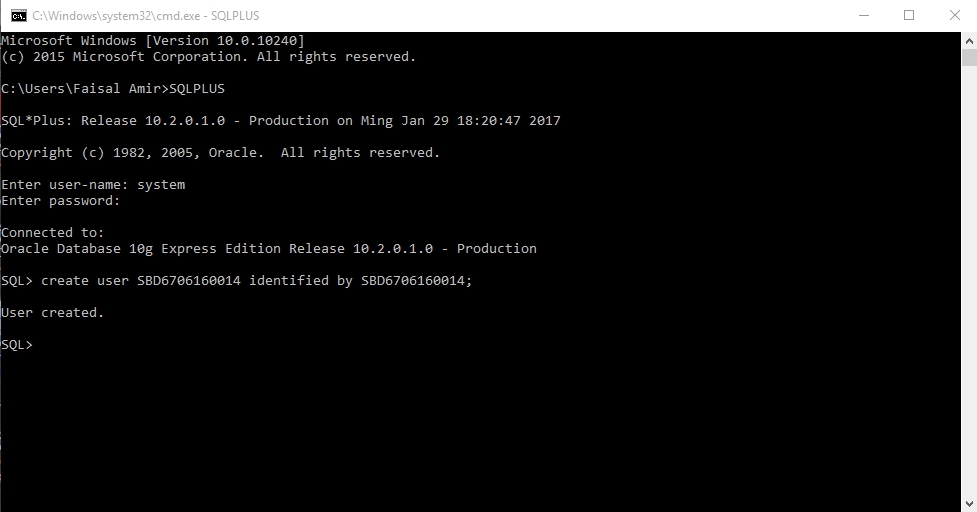 C:\Windows\system32\cmd.exe - SQLPLUS
Microsoft Windows [Version 10.0.10240]
(c) 2015 Microsoft Corporation. All rights reserved.
C:\Users\Faisal Amir>SQLPLUS
SQL*Plus: Release 10.2.0.1.0 - Production on Ming Jan 29 18:20:47 2017
Copyright (c) 1982, 2005, Oracle.  All rights reserved.
Enter user-name: system
Enter password:
Connected to:
Oracle Database 10g Express Edition Release 10.2.0.1.0 - Production
SQL> create user SBD6706160014 identified by SBD6706160014;
User created.
SQL>